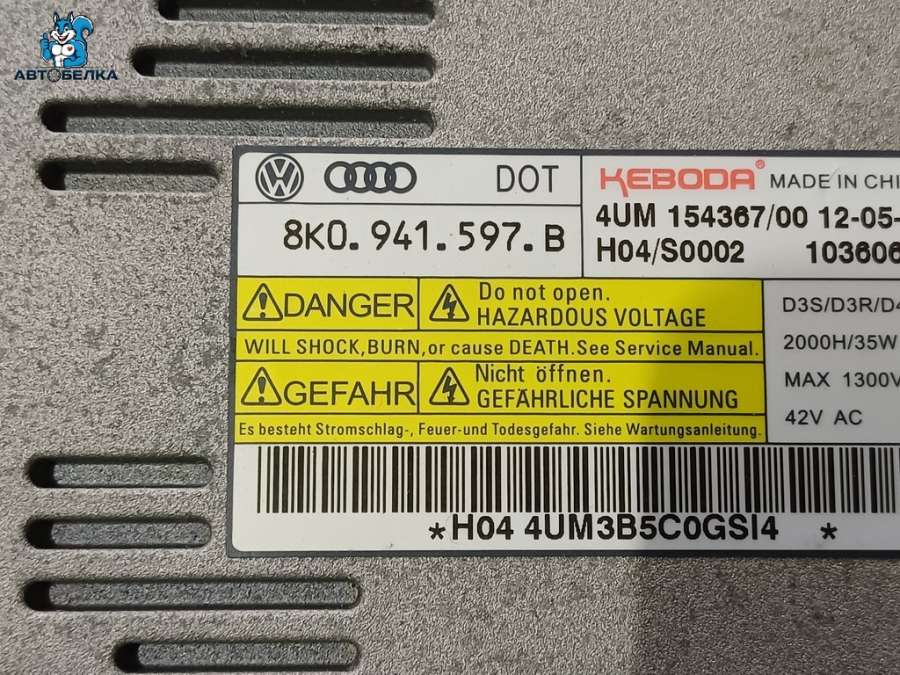 АВТОБЕЛКА
DOT
8K0.941.597.B
KEBODA® MADE IN CHI
4UM 154367/00 12-05-
H04/S0002 103606
DANGER
Do not open.
HAZARDOUS VOLTAGE
WILL SHOCK,BURN,or cause DEATH.See Service Manual.
GEFAHR
Nicht öffnen.
GEFÄHRLICHE SPANNUNG
Es besteht Stromschlag-, Feuer-und Todesgefahr. Siehe Wartungsanleitung.
D3S/D3R/D4
2000H/35W
MAX 1300V
42V AC
*H04 4UM3B5C0GSI4 *